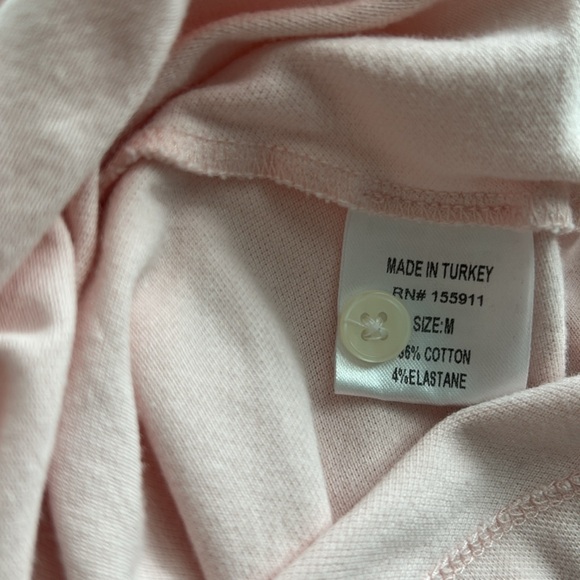 MADE IN TURKEY
RN# 155911
SIZE:M
6% COTTON
4%ELASTANE